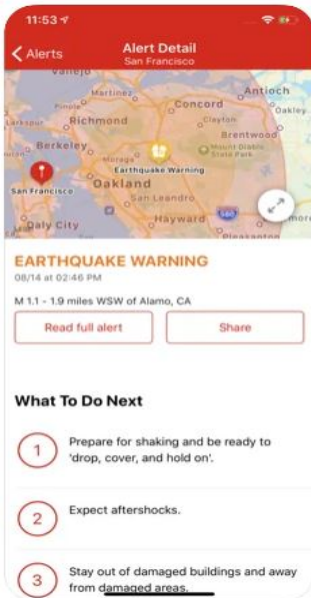 11:53
Alerts
Alert Detail
San Francisco
Vallejo
Antioch
Martinez
Pinole
Concord
Oakley
Larkspur
Richmond
Clayton
Brentwood
Berkeley
Mount Diablo
State Park
Moraga
Earthquake Warning
San Francisco
Oakland
San Leandro
Daly City
Hayward
Pleasanton
EARTHQUAKE WARNING
08/14 at 02:46 PM
M 1.1 - 1.9 miles WSW of Alamo, CA
Read full alert
Share
What To Do Next
1
Prepare for shaking and be ready to
'drop, cover, and hold on'.
2
Expect aftershocks.
3
Stay out of damaged buildings and away
from damaged areas.